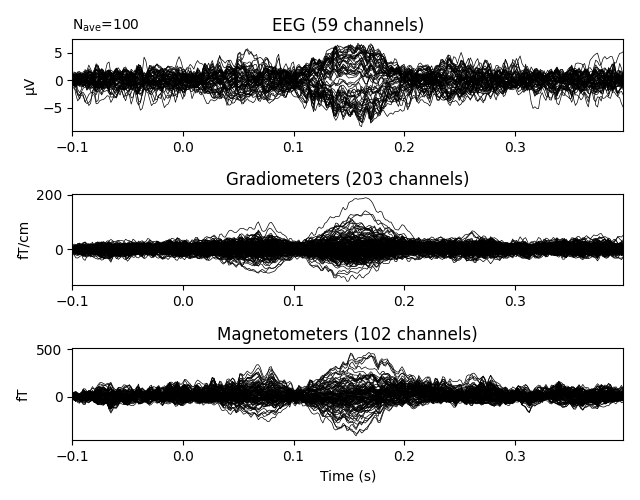 N_ave=100
EEG (59 channels)
µV
5
0
−5
−0.1 0.0 0.1 0.2 0.3
Gradiometers (203 channels)
fT/cm
200
0
−0.1 0.0 0.1 0.2 0.3
Magnetometers (102 channels)
fT
500
0
−0.1 0.0 0.1 0.2 0.3
Time (s)